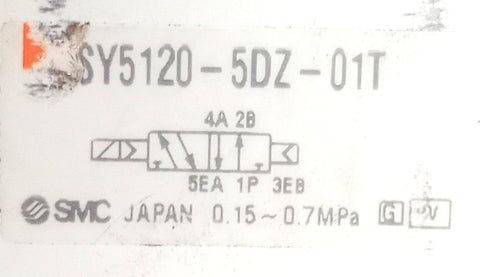 SY5120-5DZ-01T
4A 2B
5EA 1P 3EB
SMC JAPAN 0.15~0.7MPa G